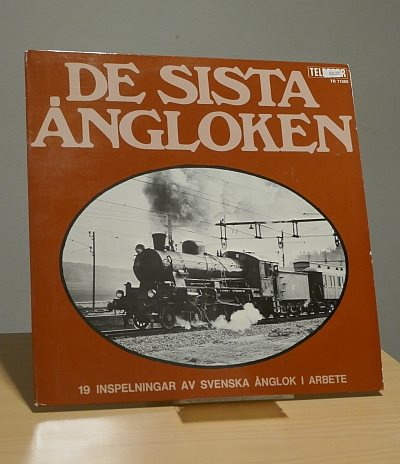 DE SISTA
ÅNGLOKEN
19 INSPELNINGAR AV SVENSKA ÅNGLOK I ARBETE